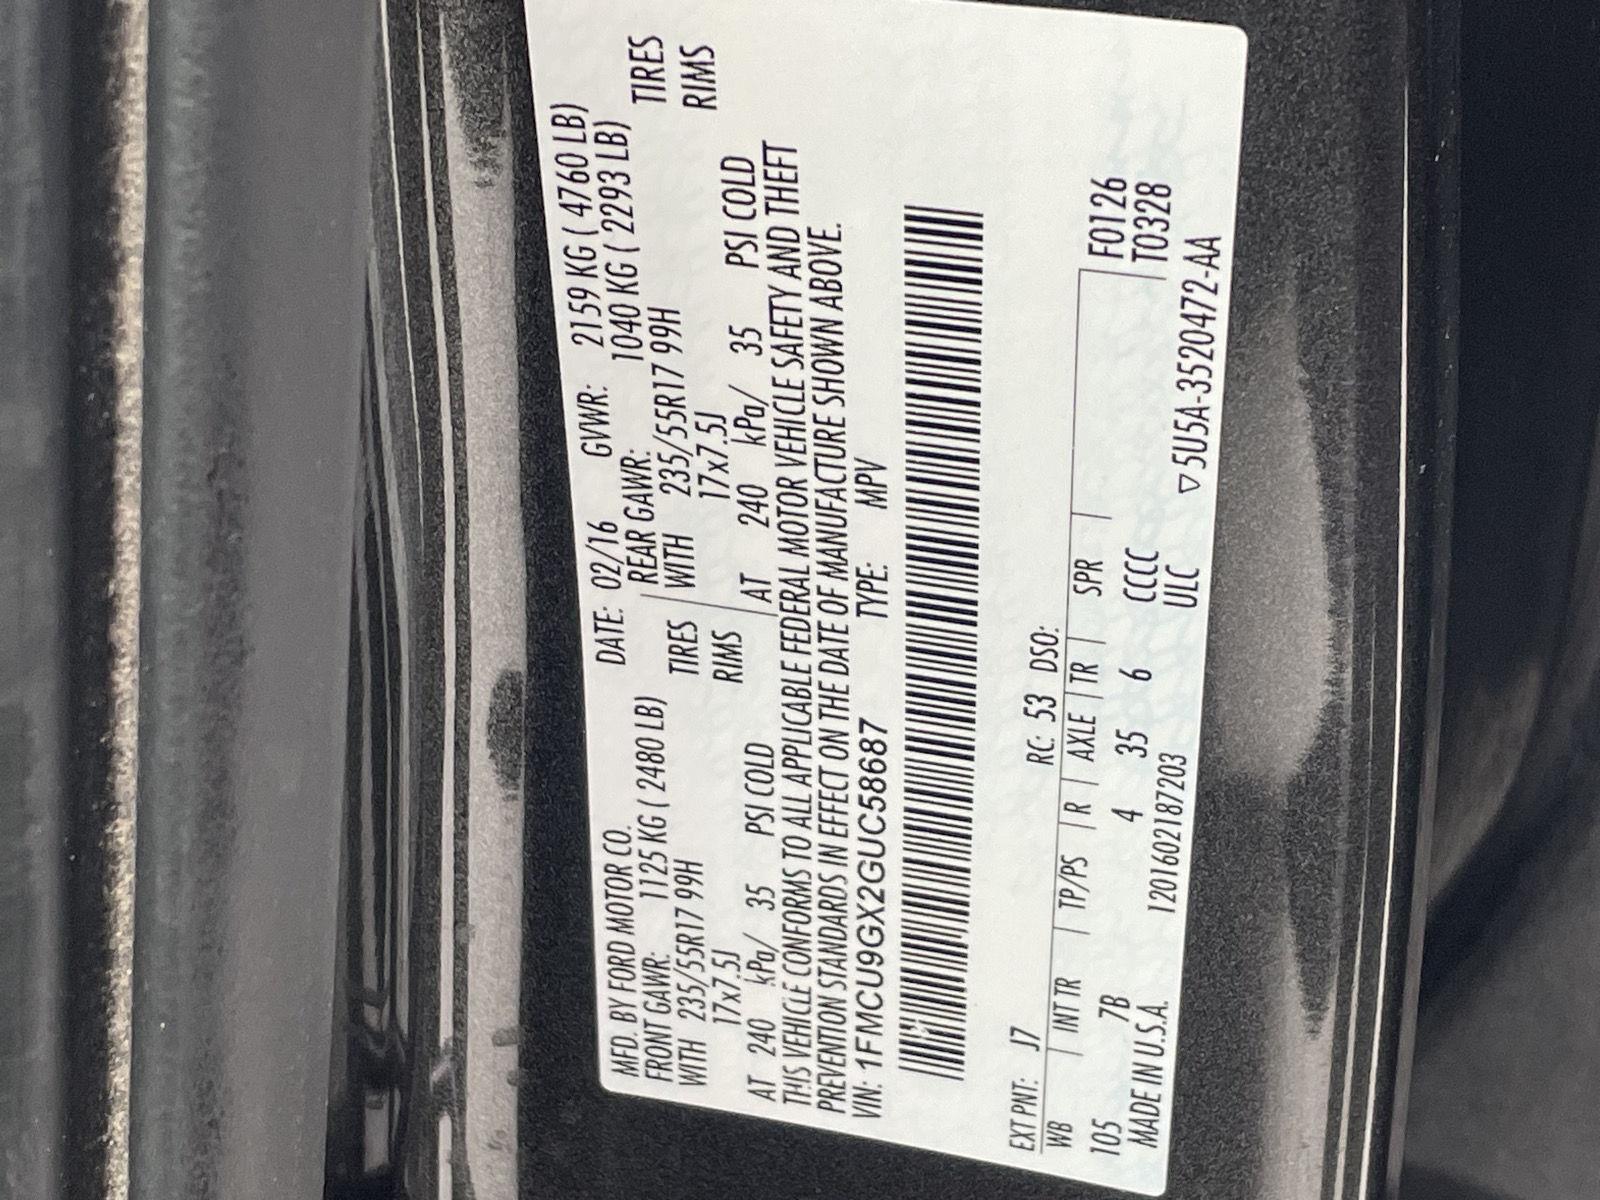 MFD. BY FORD MOTOR CO. DATE: 02/16 GVWR: 2159 KG ( 4760 LB)
FRONT GAWR: 1125 KG ( 2480 LB) REAR GAWR: 1040 KG ( 2293 LB)
WITH 235/55R17 99H TIRES WITH 235/55R17 99H TIRES
17x7.5J RIMS 17x7.5J RIMS
AT 240 kPa/ 35 PSI COLD AT 240 kPa/ 35 PSI COLD
THIS VEHICLE CONFORMS TO ALL APPLICABLE FEDERAL MOTOR VEHICLE SAFETY AND THEFT
PREVENTION STANDARDS IN EFFECT ON THE DATE OF MANUFACTURE SHOWN ABOVE.
VIN: 1FMCU9GX2GUC58687 TYPE: MPV
EXT PNT: J7 RC: 53 DSO:
WB INT TR TP/PS R AXLE TR SPR F0126
105 7B 4 35 6 CCCC T0328
MADE IN U.S.A. 1201602187203 ULC ▽5U5A-3520472-AA